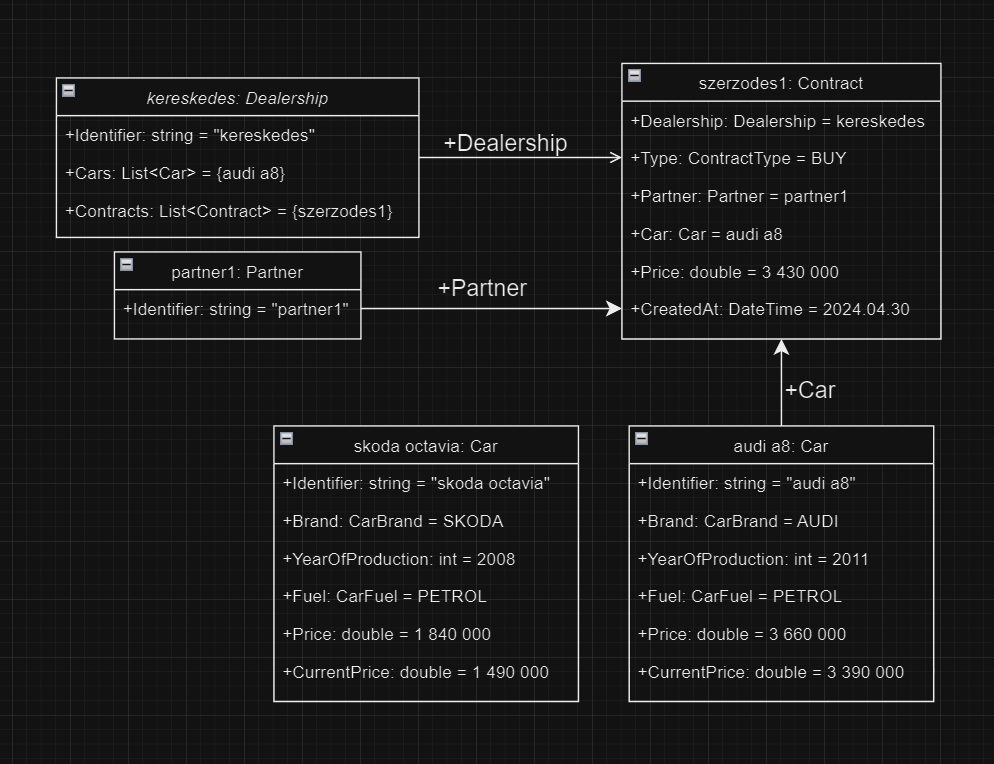 kereskedes: Dealership
+Identifier: string = "kereskedes"
+Cars: List<Car> = {audi a8}
+Contracts: List<Contract> = {szerzodes1}
+Dealership
szerzodes1: Contract
+Dealership: Dealership = kereskedes
+Type: ContractType = BUY
+Partner: Partner = partner1
+Car: Car = audi a8
+Price: double = 3 430 000
+CreatedAt: DateTime = 2024.04.30
partner1: Partner
+Identifier: string = "partner1"
+Partner
+Car
skoda octavia: Car
+Identifier: string = "skoda octavia"
+Brand: CarBrand = SKODA
+YearOfProduction: int = 2008
+Fuel: CarFuel = PETROL
+Price: double = 1 840 000
+CurrentPrice: double = 1 490 000
audi a8: Car
+Identifier: string = "audi a8"
+Brand: CarBrand = AUDI
+YearOfProduction: int = 2011
+Fuel: CarFuel = PETROL
+Price: double = 3 660 000
+CurrentPrice: double = 3 390 000